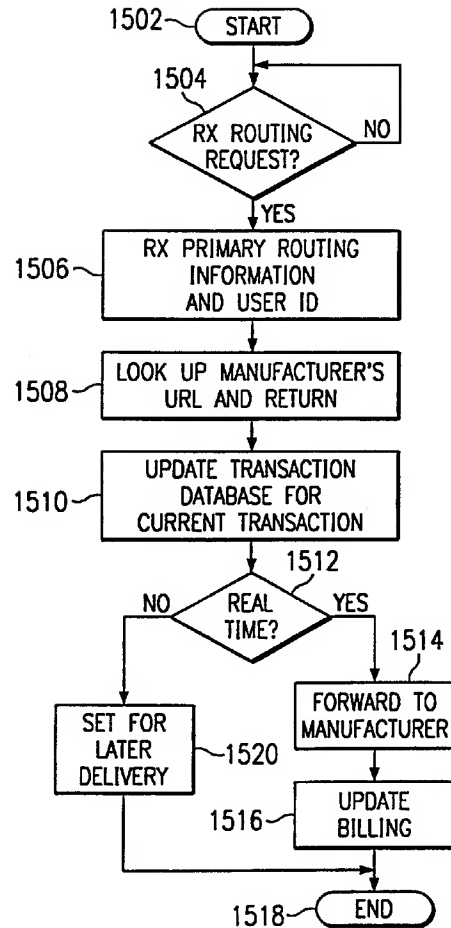 1502
START
1504
RX ROUTING
REQUEST?
NO
YES
1506
RX PRIMARY ROUTING
INFORMATION
AND USER ID
1508
LOOK UP MANUFACTURER'S
URL AND RETURN
1510
UPDATE TRANSACTION
DATABASE FOR
CURRENT TRANSACTION
1512
NO
REAL
TIME?
YES
1514
FORWARD TO
MANUFACTURER
SET FOR
LATER
DELIVERY
1520
1516
UPDATE
BILLING
1518
END